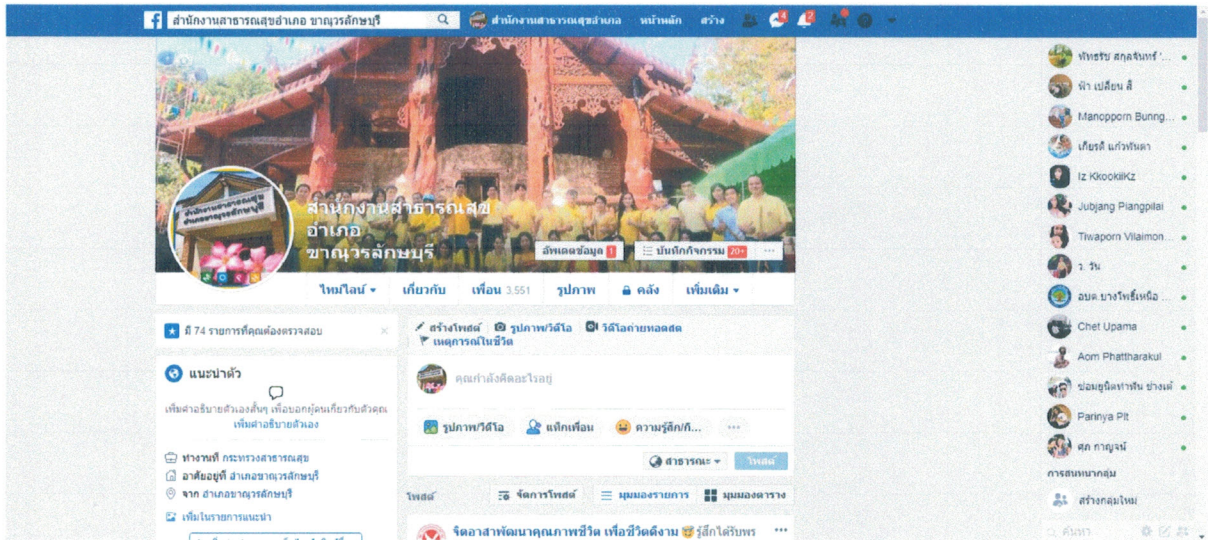 สำนักงานสาธารณสุขอำเภอ ขาณุวรลักษบุรี
สำนักงานสาธารณสุขอำเภอ หน้าหลัก สร้าง
สำนักงานสาธารณสุข
อำเภอ
ขาณุวรลักษบุรี
อัพเดตข้อมูล 1 บันทึกกิจกรรม 20+ ...
ไทม์ไลน์ เกี่ยวกับ เพื่อน 3,551 รูปภาพ คลัง เพิ่มเติม
มี 74 รายการที่คุณต้องตรวจสอบ
แนะนำตัว
เพิ่มคำอธิบายตัวเองสั้นๆ เพื่อบอกผู้คนเกี่ยวกับตัวคุณ
เพิ่มคำอธิบายตัวเอง
ทำงานที่ กระทรวงสาธารณสุข
อาศัยอยู่ที่ อำเภอขาณุวรลักษบุรี
จาก อำเภอขาณุวรลักษบุรี
เพิ่มในรายการแนะนำ
สร้างโพสต์ รูปภาพ/วิดีโอ วิดีโอถ่ายทอดสด
เหตุการณ์ในชีวิต
คุณกำลังคิดอะไรอยู่
รูปภาพ/วิดีโอ แท็กเพื่อน ความรู้สึก/กิ... ...
สาธารณะ โพสต์
โพสต์ จัดการโพสต์ มุมมองรายการ มุมมองตาราง
จิตอาสาพัฒนาคุณภาพชีวิต เพื่อชีวิตดีงาม รู้สึกได้รับพร ...
พัทธรัช สกุลจันทร์ '...
ฟ้า เปลี่ยน สี
Manopporn Bunng...
เกียรติ แก้วพันดา
Iz KkookiiKz
Jubjang Piangpilai
Tiwaporn Vilaimon...
ว. วัน
อบต.บางโพธิ์เหนือ ...
Chet Upama
Aom Phattharakul
ซ่อมยูนิตทำฟัน ช่างเต้
Parinya Pit
ศุภ กาญจน์
การสนทนากลุ่ม
สร้างกลุ่มใหม่
ค้นหา